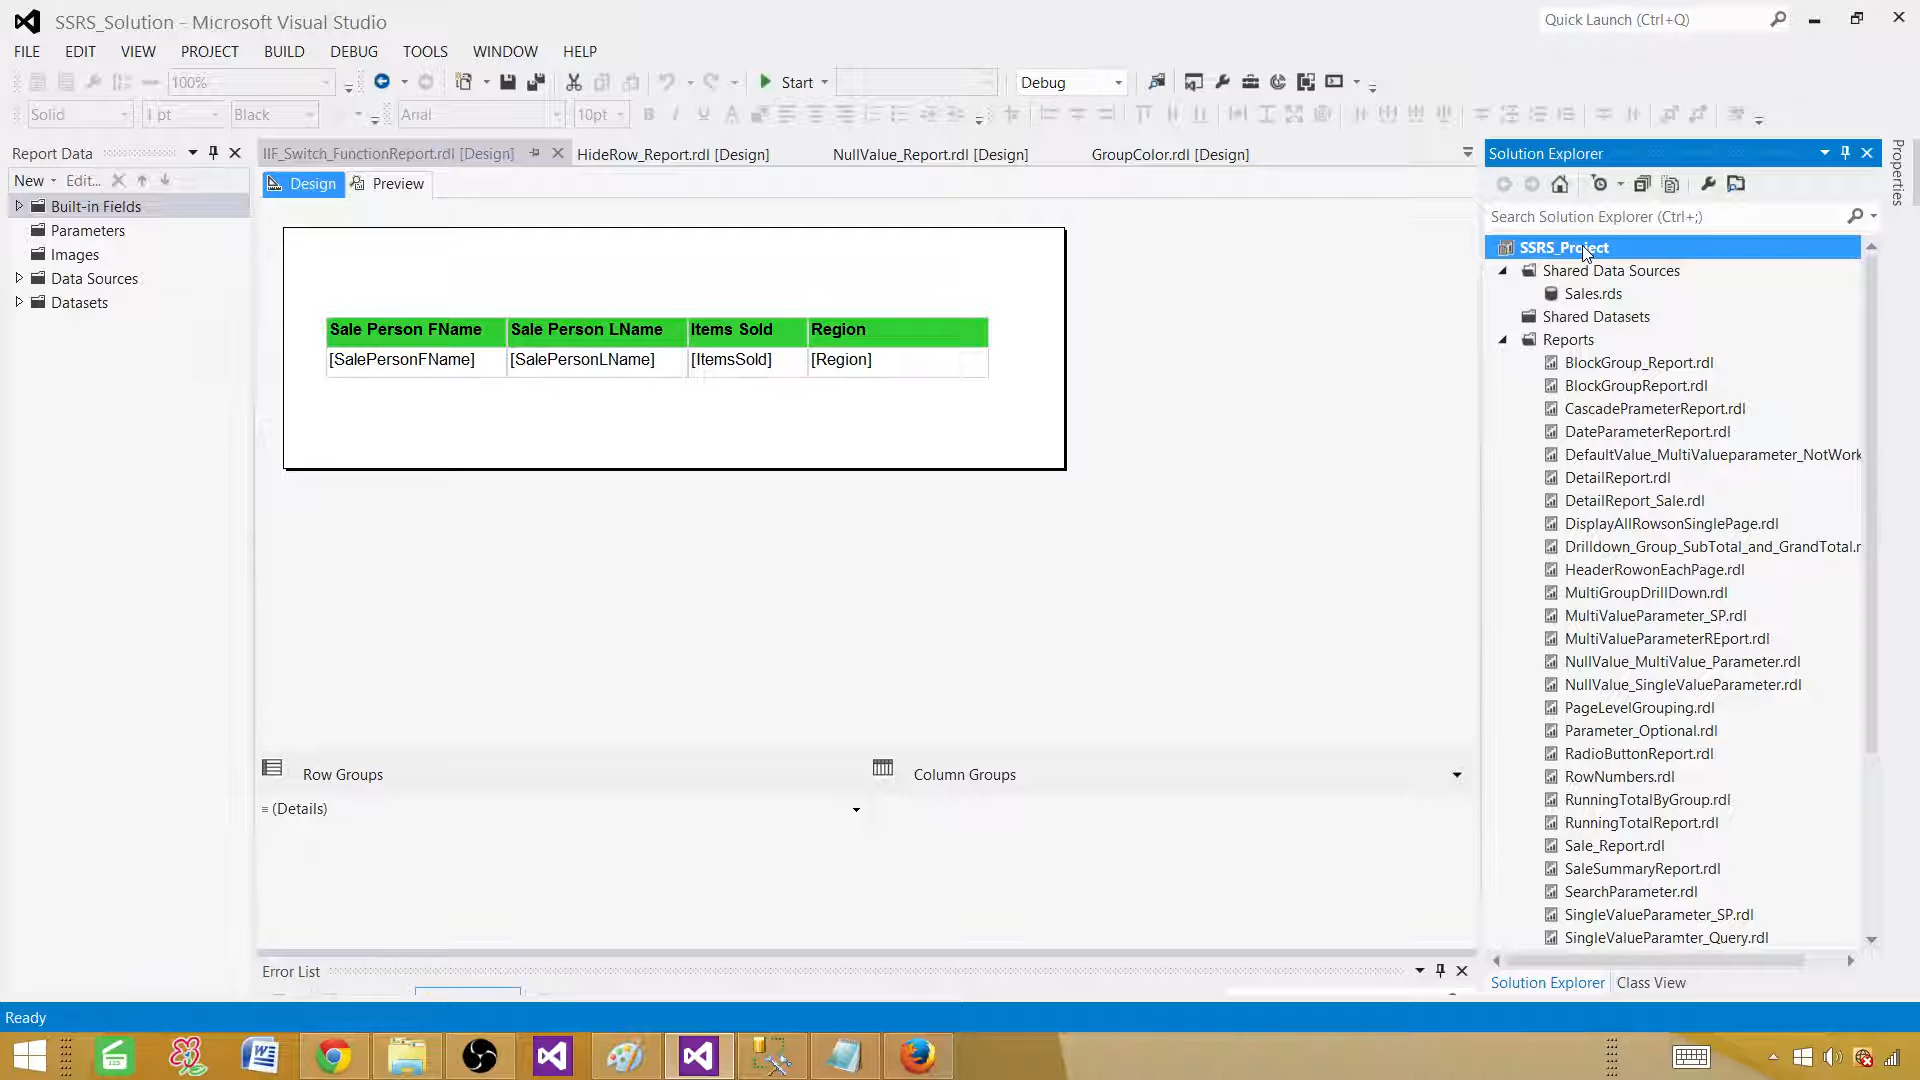 SSRS_Solution - Microsoft Visual Studio
Quick Launch (Ctrl+Q)
FILE EDIT VIEW PROJECT BUILD DEBUG TOOLS WINDOW HELP
100% Start Debug
Solid 1 pt Black Arial 10pt B I U A
Report Data
IIF_Switch_FunctionReport.rdl [Design] HideRow_Report.rdl [Design] NullValue_Report.rdl [Design] GroupColor.rdl [Design]
Solution Explorer
Properties
New Edit...
Design Preview
Built-in Fields
Parameters
Images
Data Sources
Datasets
Sale Person FName Sale Person LName Items Sold Region
[SalePersonFName] [SalePersonLName] [ItemsSold] [Region]
Row Groups Column Groups
(Details)
Error List
Search Solution Explorer (Ctrl+;)
SSRS_Project
Shared Data Sources
Sales.rds
Shared Datasets
Reports
BlockGroup_Report.rdl
BlockGroupReport.rdl
CascadePrameterReport.rdl
DateParameterReport.rdl
DefaultValue_MultiValueparameter_NotWork
DetailReport.rdl
DetailReport_Sale.rdl
DisplayAllRowsonSinglePage.rdl
Drilldown_Group_SubTotal_and_GrandTotal.r
HeaderRowonEachPage.rdl
MultiGroupDrillDown.rdl
MultiValueParameter_SP.rdl
MultiValueParameterREport.rdl
NullValue_MultiValue_Parameter.rdl
NullValue_SingleValueParameter.rdl
PageLevelGrouping.rdl
Parameter_Optional.rdl
RadioButtonReport.rdl
RowNumbers.rdl
RunningTotalByGroup.rdl
RunningTotalReport.rdl
Sale_Report.rdl
SaleSummaryReport.rdl
SearchParameter.rdl
SingleValueParameter_SP.rdl
SingleValueParamter_Query.rdl
Solution Explorer Class View
Ready